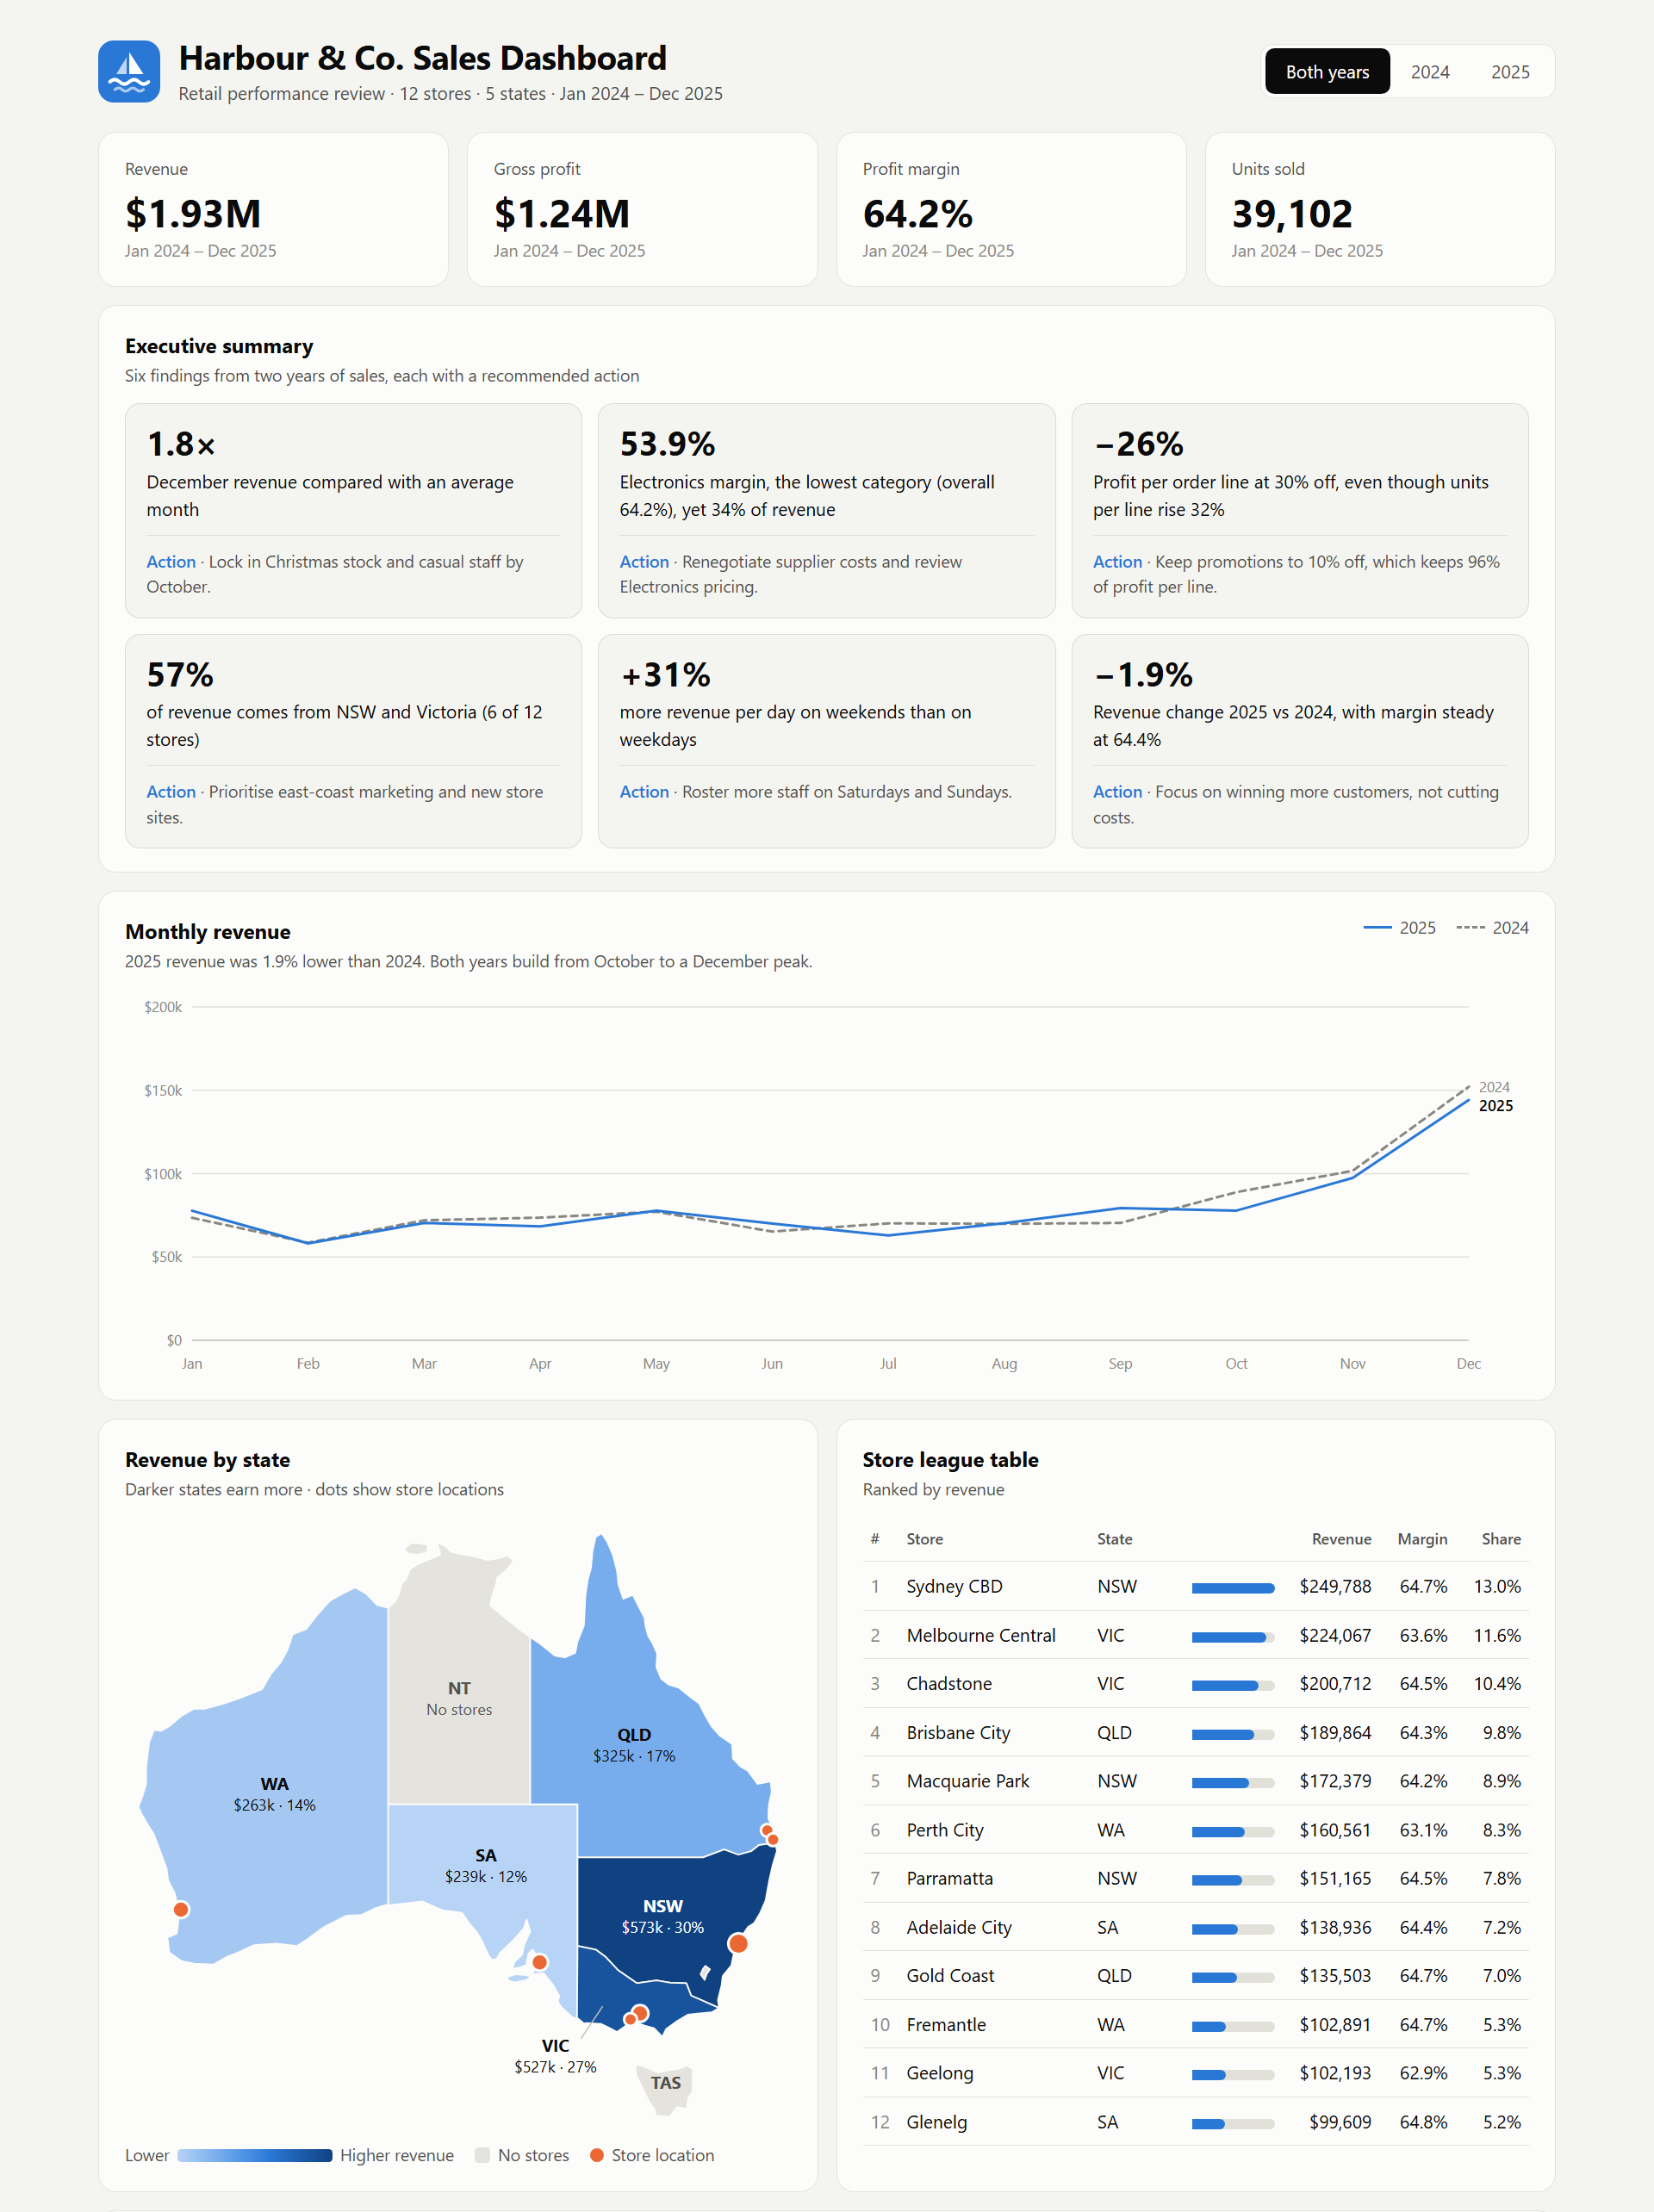 Harbour & Co. Sales Dashboard
Retail performance review · 12 stores · 5 states · Jan 2024 – Dec 2025
Both years
2024
2025
Revenue
$1.93M
Jan 2024 – Dec 2025
Gross profit
$1.24M
Jan 2024 – Dec 2025
Profit margin
64.2%
Jan 2024 – Dec 2025
Units sold
39,102
Jan 2024 – Dec 2025
Executive summary
Six findings from two years of sales, each with a recommended action
1.8×
December revenue compared with an average
month
Action · Lock in Christmas stock and casual staff by
October.
53.9%
Electronics margin, the lowest category (overall
64.2%), yet 34% of revenue
Action · Renegotiate supplier costs and review
Electronics pricing.
−26%
Profit per order line at 30% off, even though units
per line rise 32%
Action · Keep promotions to 10% off, which keeps 96%
of profit per line.
57%
of revenue comes from NSW and Victoria (6 of 12
stores)
Action · Prioritise east-coast marketing and new store
sites.
+31%
more revenue per day on weekends than on
weekdays
Action · Roster more staff on Saturdays and Sundays.
−1.9%
Revenue change 2025 vs 2024, with margin steady
at 64.4%
Action · Focus on winning more customers, not cutting
costs.
Monthly revenue
2025 revenue was 1.9% lower than 2024. Both years build from October to a December peak.
2025
2024
$200k
$150k
$100k
$50k
$0
2024
2025
Jan
Feb
Mar
Apr
May
Jun
Jul
Aug
Sep
Oct
Nov
Dec
Revenue by state
Darker states earn more · dots show store locations
NT
No stores
QLD
$325k · 17%
WA
$263k · 14%
SA
$239k · 12%
NSW
$573k · 30%
VIC
$527k · 27%
TAS
Lower
Higher revenue
No stores
Store location
Store league table
Ranked by revenue
# Store State Revenue Margin Share
1 Sydney CBD NSW $249,788 64.7% 13.0%
2 Melbourne Central VIC $224,067 63.6% 11.6%
3 Chadstone VIC $200,712 64.5% 10.4%
4 Brisbane City QLD $189,864 64.3% 9.8%
5 Macquarie Park NSW $172,379 64.2% 8.9%
6 Perth City WA $160,561 63.1% 8.3%
7 Parramatta NSW $151,165 64.5% 7.8%
8 Adelaide City SA $138,936 64.4% 7.2%
9 Gold Coast QLD $135,503 64.7% 7.0%
10 Fremantle WA $102,891 64.7% 5.3%
11 Geelong VIC $102,193 62.9% 5.3%
12 Glenelg SA $99,609 64.8% 5.2%